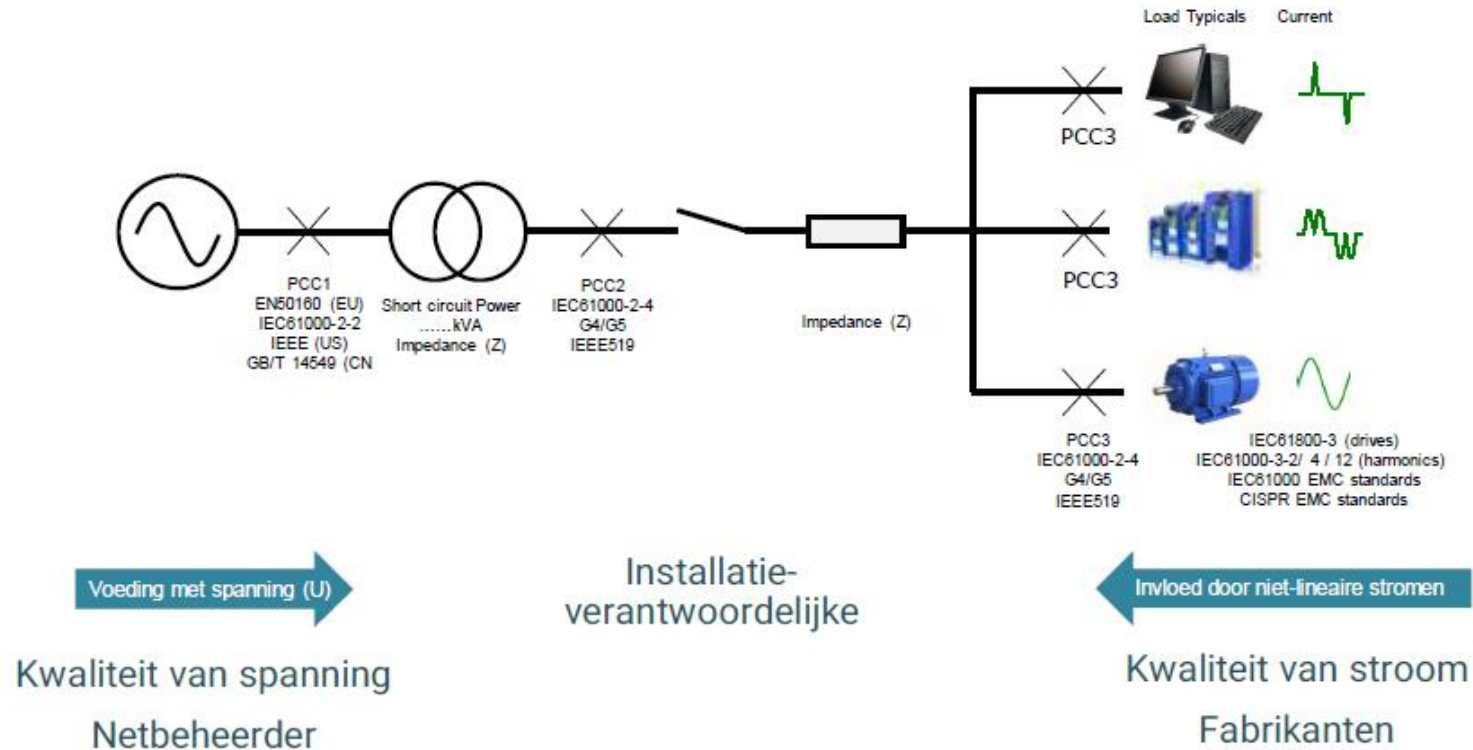 Load Typicals
Current
PCC3
PCC3
PCC1
EN50160 (EU)
IEC61000-2-2
IEEE (US)
GB/T 14549 (CN
Short circuit Power
......kVA
Impedance (Z)
PCC2
IEC61000-2-4
G4/G5
IEEE519
Impedance (Z)
PCC3
IEC61000-2-4
G4/G5
IEEE519
IEC61800-3 (drives)
IEC61000-3-2/ 4 / 12 (harmonics)
IEC61000 EMC standards
CISPR EMC standards
Voeding met spanning (U)
Installatie-
verantwoordelijke
Invloed door niet-lineaire stromen
Kwaliteit van spanning
Netbeheerder
Kwaliteit van stroom
Fabrikanten